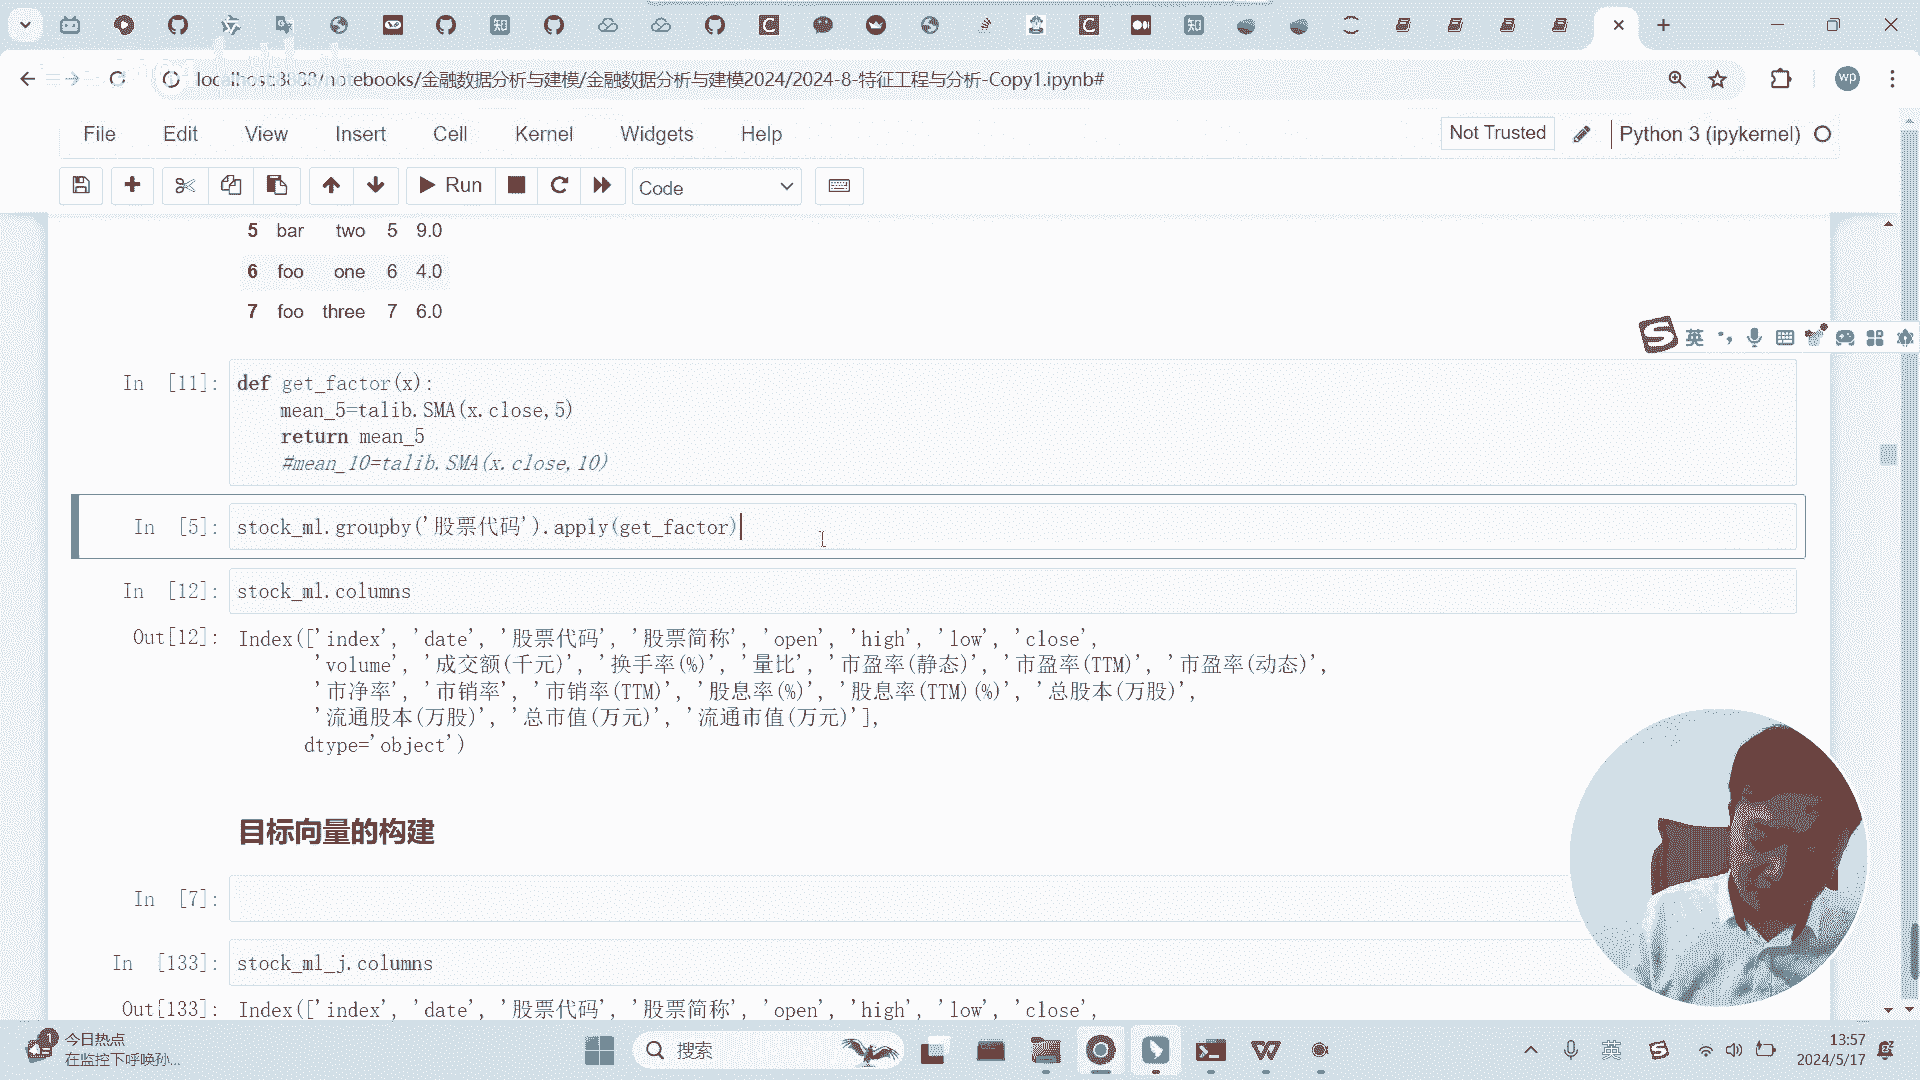 localhost:8888/notebooks/金融数据分析与建模/金融数据分析与建模2024/2024-8-特征工程与分析-Copy1.ipynb#
wp
File Edit View Insert Cell Kernel Widgets Help
Not Trusted
Python 3 (ipykernel)
Run
Code
5 bar two 5 9.0
6 foo one 6 4.0
7 foo three 7 6.0
英
In [11]: def get_factor(x):
mean_5=talib.SMA(x.close,5)
return mean_5
#mean_10=talib.SMA(x.close,10)
In [5]: stock_ml.groupby('股票代码').apply(get_factor)
In [12]: stock_ml.columns
Out[12]: Index(['index', 'date', '股票代码', '股票简称', 'open', 'high', 'low', 'close',
'volume', '成交额(千元)', '换手率(%)', '量比', '市盈率(静态)', '市盈率(TTM)', '市盈率(动态)',
'市净率', '市销率', '市销率(TTM)', '股息率(%)', '股息率(TTM)(%)', '总股本(万股)',
'流通股本(万股)', '总市值(万元)', '流通市值(万元)'],
dtype='object')
目标向量的构建
In [7]:
In [133]: stock_ml_j.columns
Out[133]: Index(['index', 'date', '股票代码', '股票简称', 'open', 'high', 'low', 'close',
1
今日热点
在监控下呼唤孙...
搜索
英
13:57
2024/5/17